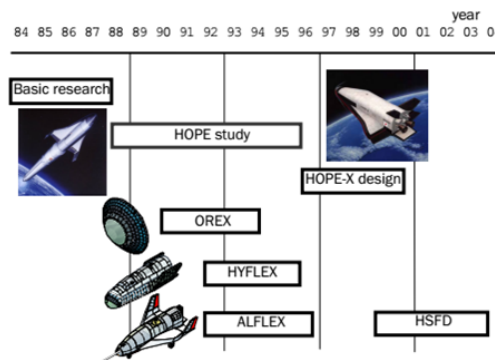 year
84 85 86 87 88 89 90 91 92 93 94 95 96 97 98 99 00 01 02 03 0
Basic research
HOPE study
HOPE-X design
OREX
HYFLEX
ALFLEX
HSFD